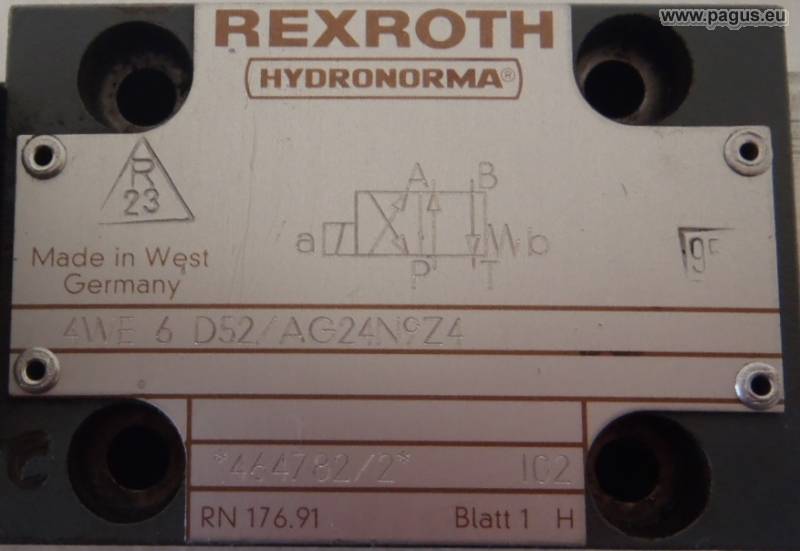 www.pagus.eu
REXROTH
HYDRONORMA®
R
23
A B
a b
P T
Made in West
Germany
4WE 6 D52/AG24N9Z4
*464782/2* 102
RN 176.91 Blatt 1 H